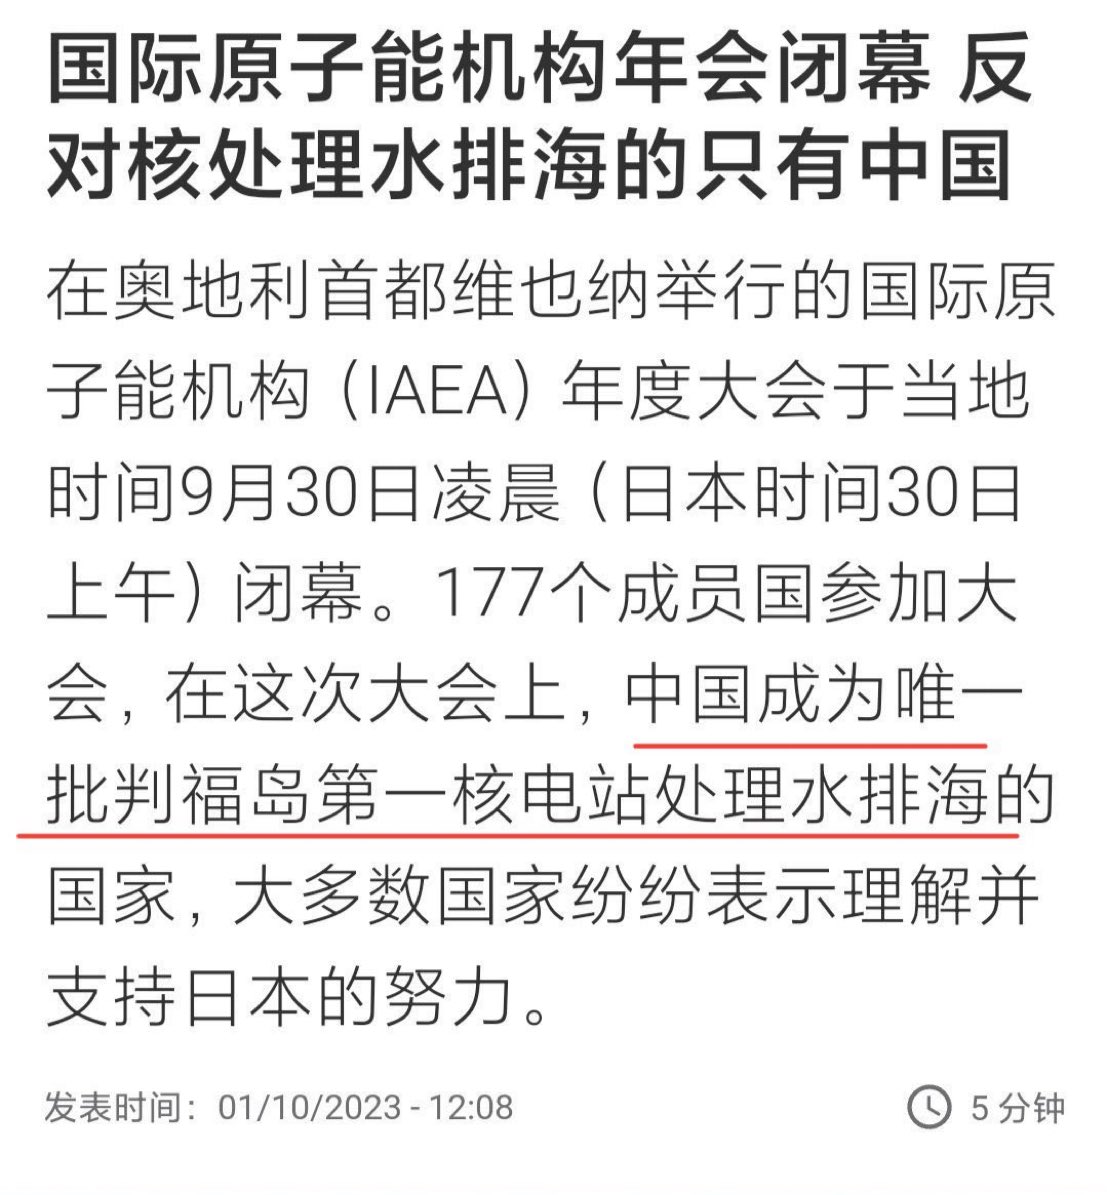 国际原子能机构年会闭幕 反
对核处理水排海的只有中国
在奥地利首都维也纳举行的国际原
子能机构（IAEA）年度大会于当地
时间9月30日凌晨（日本时间30日
上午）闭幕。177个成员国参加大
会，在这次大会上，中国成为唯一
批判福岛第一核电站处理水排海的
国家，大多数国家纷纷表示理解并
支持日本的努力。
发表时间：01/10/2023 - 12:08
5 分钟